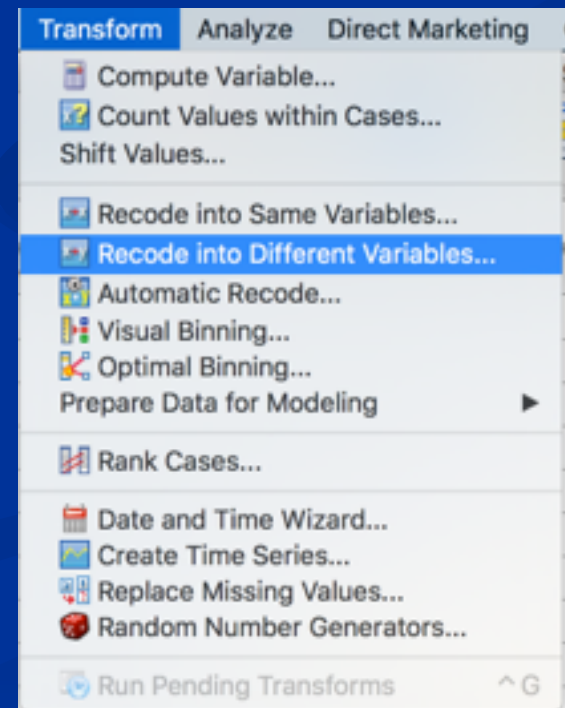 Transform Analyze Direct Marketing
Compute Variable...
Count Values within Cases...
Shift Values...
Recode into Same Variables...
Recode into Different Variables...
Automatic Recode...
Visual Binning...
Optimal Binning...
Prepare Data for Modeling ▶
Rank Cases...
Date and Time Wizard...
Create Time Series...
Replace Missing Values...
Random Number Generators...
Run Pending Transforms ^G